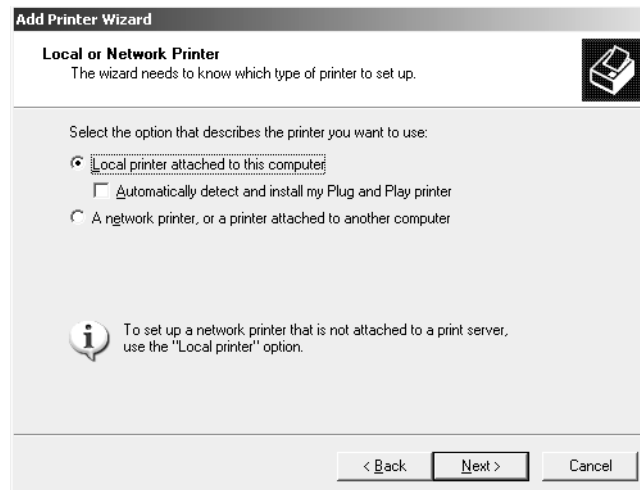 Add Printer Wizard
Local or Network Printer
The wizard needs to know which type of printer to set up.
Select the option that describes the printer you want to use:
Local printer attached to this computer
Automatically detect and install my Plug and Play printer
A network printer, or a printer attached to another computer
To set up a network printer that is not attached to a print server,
use the "Local printer" option.
< Back Next > Cancel